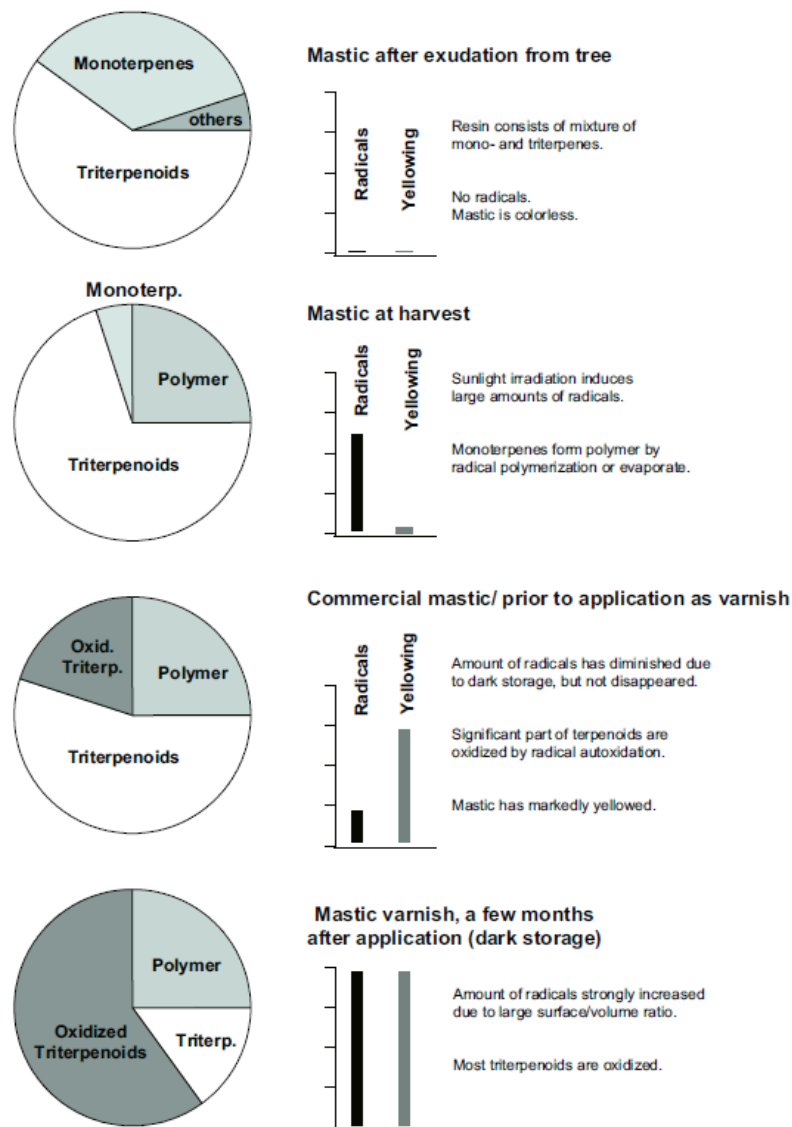 Mastic after exudation from tree
Monoterpenes
others
Triterpenoids
Radicals
Yellowing
Resin consists of mixture of
mono- and triterpenes.
No radicals.
Mastic is colorless.
Mastic at harvest
Monoterp.
Polymer
Triterpenoids
Radicals
Yellowing
Sunlight irradiation induces
large amounts of radicals.
Monoterpenes form polymer by
radical polymerization or evaporate.
Commercial mastic/ prior to application as varnish
Oxid.
Triterp.
Polymer
Triterpenoids
Radicals
Yellowing
Amount of radicals has diminished due
to dark storage, but not disappeared.
Significant part of terpenoids are
oxidized by radical autoxidation.
Mastic has markedly yellowed.
Mastic varnish, a few months
after application (dark storage)
Polymer
Oxidized
Triterpenoids
Triterp.
Amount of radicals strongly increased
due to large surface/volume ratio.
Most triterpenoids are oxidized.